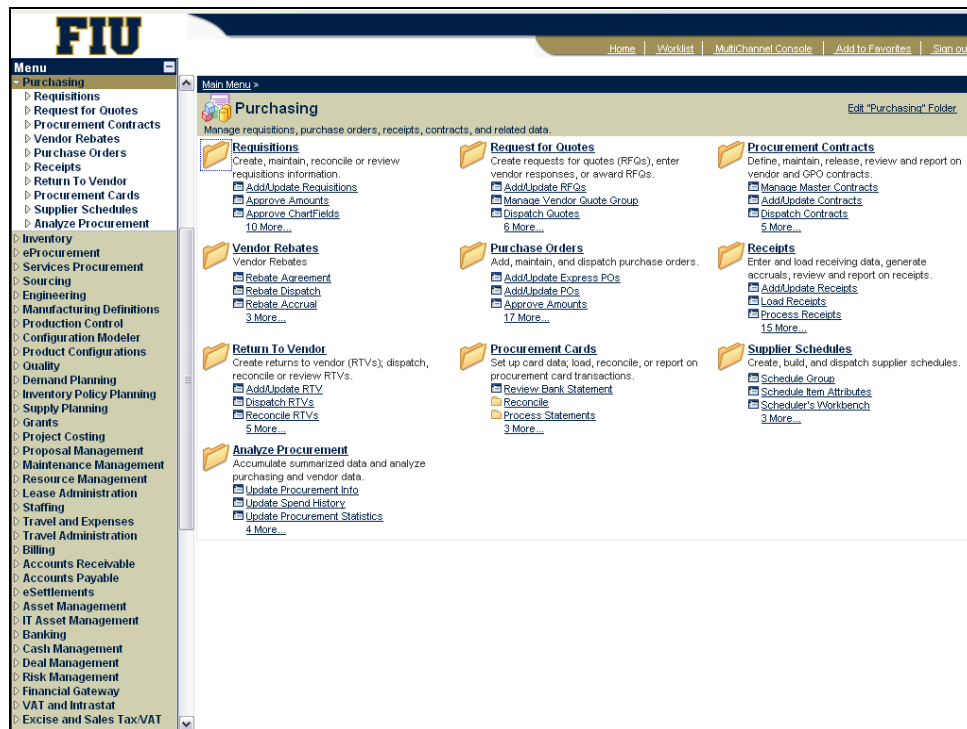 FIU
Home Worklist MultiChannel Console Add to Favorites Sign ou
Menu
Purchasing
Requisitions
Request for Quotes
Procurement Contracts
Vendor Rebates
Purchase Orders
Receipts
Return To Vendor
Procurement Cards
Supplier Schedules
Analyze Procurement
Inventory
eProcurement
Services Procurement
Sourcing
Engineering
Manufacturing Definitions
Production Control
Configuration Modeler
Product Configurations
Quality
Demand Planning
Inventory Policy Planning
Supply Planning
Grants
Project Costing
Proposal Management
Maintenance Management
Resource Management
Lease Administration
Staffing
Travel and Expenses
Travel Administration
Billing
Accounts Receivable
Accounts Payable
eSettlements
Asset Management
IT Asset Management
Banking
Cash Management
Deal Management
Risk Management
Financial Gateway
VAT and Intrastat
Excise and Sales Tax/VAT
Main Menu >
Purchasing
Edit "Purchasing" Folder
Manage requisitions, purchase orders, receipts, contracts, and related data.
Requisitions
Create, maintain, reconcile or review
requisitions information.
Add/Update Requisitions
Approve Amounts
Approve ChartFields
10 More...
Request for Quotes
Create requests for quotes (RFQs), enter
vendor responses, or award RFQs.
Add/Update RFQs
Manage Vendor Quote Group
Dispatch Quotes
6 More...
Procurement Contracts
Define, maintain, release, review and report on
vendor and GPO contracts.
Manage Master Contracts
Add/Update Contracts
Dispatch Contracts
5 More...
Vendor Rebates
Vendor Rebates
Rebate Agreement
Rebate Dispatch
Rebate Accrual
3 More...
Purchase Orders
Add, maintain, and dispatch purchase orders.
Add/Update Express POs
Add/Update POs
Approve Amounts
17 More...
Receipts
Enter and load receiving data, generate
accruals, review and report on receipts.
Add/Update Receipts
Load Receipts
Process Receipts
15 More...
Return To Vendor
Create returns to vendor (RTVs); dispatch,
reconcile or review RTVs.
Add/Update RTV
Dispatch RTVs
Reconcile RTVs
5 More...
Procurement Cards
Set up card data; load, reconcile, or report on
procurement card transactions.
Review Bank Statement
Reconcile
Process Statements
3 More...
Supplier Schedules
Create, build, and dispatch supplier schedules.
Schedule Group
Schedule Item Attributes
Scheduler's Workbench
3 More...
Analyze Procurement
Accumulate summarized data and analyze
purchasing and vendor data.
Update Procurement Info
Update Spend History
Update Procurement Statistics
4 More...